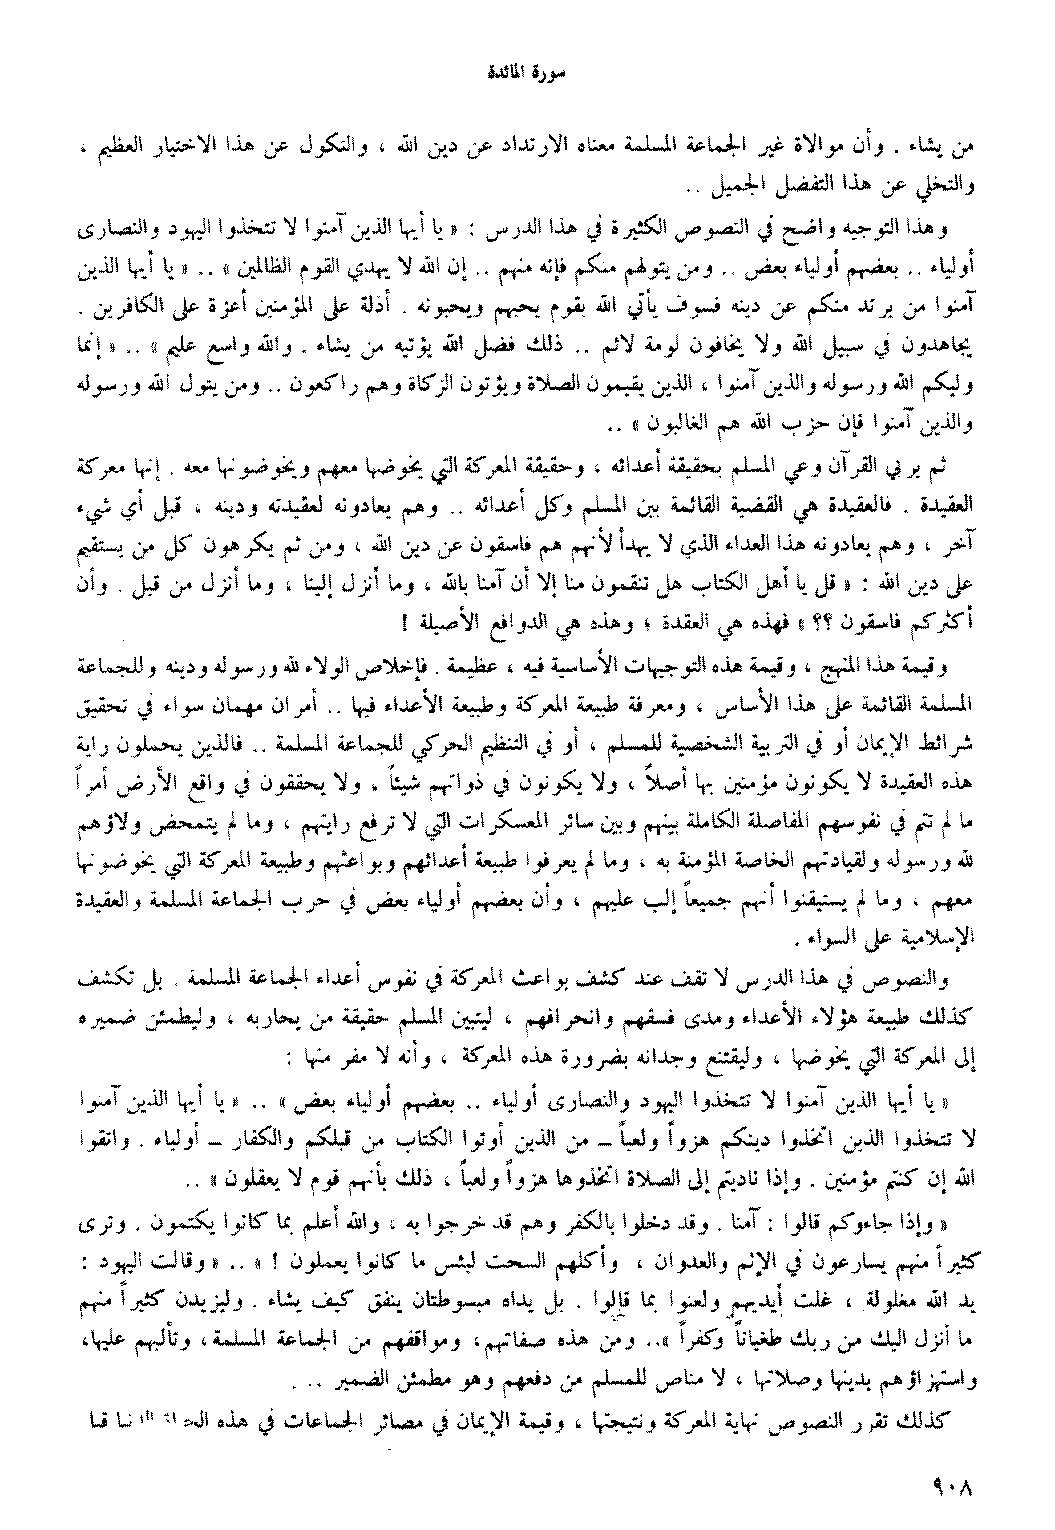 سورة المائدة
من يشاء . وأن موالاة غير الجماعة المسلمة معناه الارتداد عن دين الله ، والنكول عن هذا الاختيار العظيم ،
والتخلي عن هذا التفضل الجميل ..
وهذا التوجيه واضح في النصوص الكثيرة في هذا الدرس : « يا أيها الذين آمنوا لا تتخذوا اليهود والنصارى
أولياء .. بعضهم أولياء بعض .. ومن يتولهم منكم فإنه منهم .. إن الله لا يهدي القوم الظالمين » .. « يا أيها الذين
آمنوا من يرتد منكم عن دينه فسوف يأتي الله بقوم يحبهم ويحبونه . أذلة على المؤمنين أعزة على الكافرين .
يجاهدون في سبيل الله ولا يخافون لومة لائم .. ذلك فضل الله يؤتيه من يشاء . والله واسع عليم » .. « إنما
وليكم الله ورسوله والذين آمنوا ، الذين يقيمون الصلاة ويؤتون الزكاة وهم راكعون .. ومن يتول الله ورسوله
والذين آمنوا فإن حزب الله هم الغالبون » ..
ثم يربي القرآن وعي المسلم بحقيقة أعدائه ، وحقيقة المعركة التي يخوضها معهم ويخوضونها معه . إنها معركة
العقيدة . فالعقيدة هي القضية القائمة بين المسلم وكل أعدائه .. وهم يعادونه لعقيدته ودينه ، قبل أي شيء
آخر ، وهم يعادونه هذا العداء الذي لا يهدأ لأنهم هم فاسقون عن دين الله ، ومن ثم يكرهون كل من يستقيم
على دين الله : « قل يا أهل الكتاب هل تنقمون منا إلا أن آمنا بالله ، وما أنزل إلينا ، وما أنزل من قبل . وأن
أكثركم فاسقون ؟؟ » فهذه هي العقدة ؛ وهذه هي الدوافع الأصيلة !
وقيمة هذا المنهج ، وقيمة هذه التوجيهات الأساسية فيه ، عظيمة . فإخلاص الولاء لله ورسوله ودينه وللجماعة
المسلمة القائمة على هذا الأساس ، ومعرفة طبيعة المعركة وطبيعة الأعداء فيها .. أمران مهمان سواء في تحقيق
شرائط الإيمان أو في التربية الشخصية للمسلم ، أو في التنظيم الحركي للجماعة المسلمة .. فالذين يحملون راية
هذه العقيدة لا يكونون مؤمنين بها أصلاً ، ولا يكونون في ذواتهم شيئاً ، ولا يحققون في واقع الأرض أمراً
ما لم تتم في نفوسهم المفاصلة الكاملة بينهم وبين سائر المعسكرات التي لا ترفع رايتهم ، وما لم يتمحض ولاؤهم
لله ورسوله ولقيادتهم الخاصة المؤمنة به ، وما لم يعرفوا طبيعة أعدائهم وبواعثهم وطبيعة المعركة التي يخوضونها
معهم ، وما لم يستيقنوا أنهم جميعاً إلب عليهم ، وأن بعضهم أولياء بعض في حرب الجماعة المسلمة والعقيدة
الإسلامية على السواء .
والنصوص في هذا الدرس لا تقف عند كشف بواعث المعركة في نفوس أعداء الجماعة المسلمة . بل تكشف
كذلك طبيعة هؤلاء الأعداء ومدى فسقهم وانحرافهم ، ليتبين المسلم حقيقة من يحاربه ، وليطمئن ضميره
إلى المعركة التي يخوضها ، وليقتنع وجدانه بضرورة هذه المعركة ، وأنه لا مفر منها :
« يا أيها الذين آمنوا لا تتخذوا اليهود والنصارى أولياء .. بعضهم أولياء بعض » .. « يا أيها الذين آمنوا
لا تتخذوا الذين اتخذوا دينكم هزواً ولعباً – من الذين أوتوا الكتاب من قبلكم والكفار – أولياء . واتقوا
الله إن كنتم مؤمنين . وإذا ناديتم إلى الصلاة اتخذوها هزواً ولعباً ، ذلك بأنهم قوم لا يعقلون » ..
« وإذا جاءوكم قالوا : آمنا . وقد دخلوا بالكفر وهم قد خرجوا به ، والله أعلم بما كانوا يكتمون . وترى
كثيراً منهم يسارعون في الإثم والعدوان ، وأكلهم السحت لبئس ما كانوا يعملون ! » .. « وقالت اليهود :
يد الله مغلولة ، غلت أيديهم ولعنوا بما قالوا . بل يداه مبسوطتان ينفق كيف يشاء . وليزيدن كثيراً منهم
ما أنزل اليك من ربك طغياناً وكفراً ».. ومن هذه صفاتهم، ومواقفهم من الجماعة المسلمة، وتألبهم عليها،
واستهزاؤهم بدينها وصلاتها ، لا مناص للمسلم من دفعهم وهو مطمئن الضمير .. .
كذلك تقرر النصوص نهاية المعركة ونتيجتها ، وقيمة الإيمان في مصائر الجماعات في هذه
٩٠٨